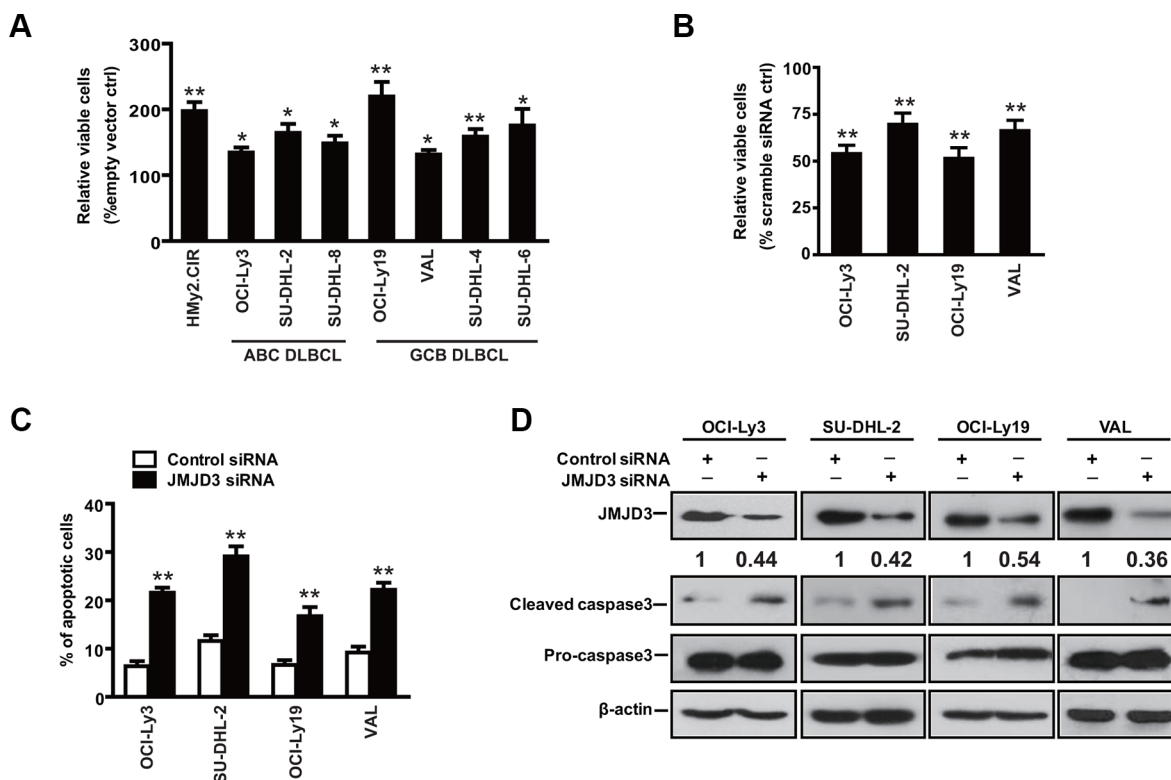 A
Relative viable cells
(%empty vector ctrl)
300
200
100
0
**
*
*
*
**
*
**
*
HMy2.CIR
OCI-Ly3
SU-DHL-2
SU-DHL-8
OCI-Ly19
VAL
SU-DHL-4
SU-DHL-6
ABC DLBCL
GCB DLBCL
B
Relative viable cells
(% scramble siRNA ctrl)
100
75
50
25
0
**
**
**
**
OCI-Ly3
SU-DHL-2
OCI-Ly19
VAL
C
Control siRNA
JMJD3 siRNA
% of apoptotic cells
40
30
20
10
0
**
**
**
**
OCI-Ly3
SU-DHL-2
OCI-Ly19
VAL
D
OCI-Ly3 SU-DHL-2 OCI-Ly19 VAL
Control siRNA + − + − + − + −
JMJD3 siRNA − + − + − + − +
JMJD3
1 0.44 1 0.42 1 0.54 1 0.36
Cleaved caspase3
Pro-caspase3
β-actin